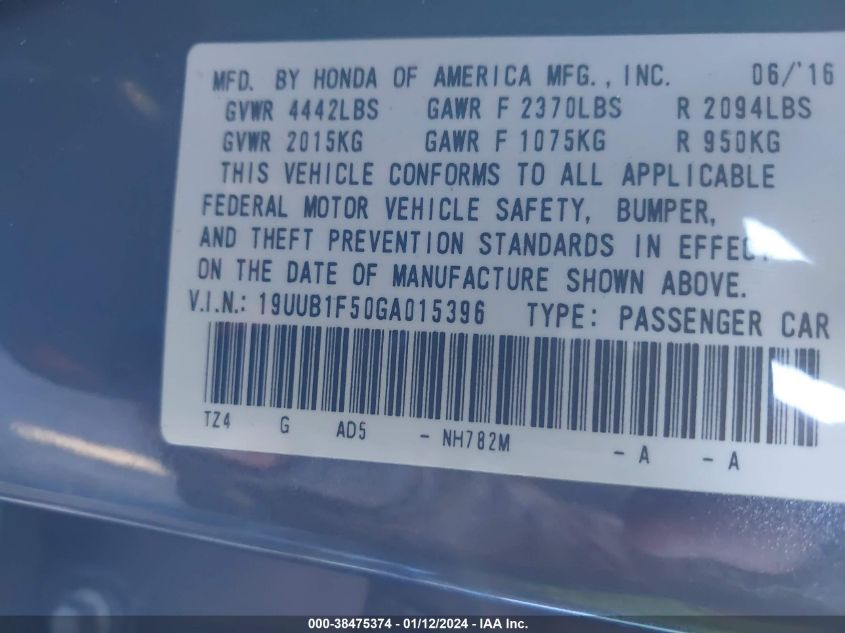 MFD. BY HONDA OF AMERICA MFG., INC. 06/'16
GVWR 4442LBS GAWR F 2370LBS R 2094LBS
GVWR 2015KG GAWR F 1075KG R 950KG
THIS VEHICLE CONFORMS TO ALL APPLICABLE
FEDERAL MOTOR VEHICLE SAFETY, BUMPER,
AND THEFT PREVENTION STANDARDS IN EFFECT
ON THE DATE OF MANUFACTURE SHOWN ABOVE.
V.I.N.: 19UUB1F50GA015396 TYPE: PASSENGER CAR
TZ4 G AD5 - NH782M - A - A
000-38475374 - 01/12/2024 - IAA Inc.